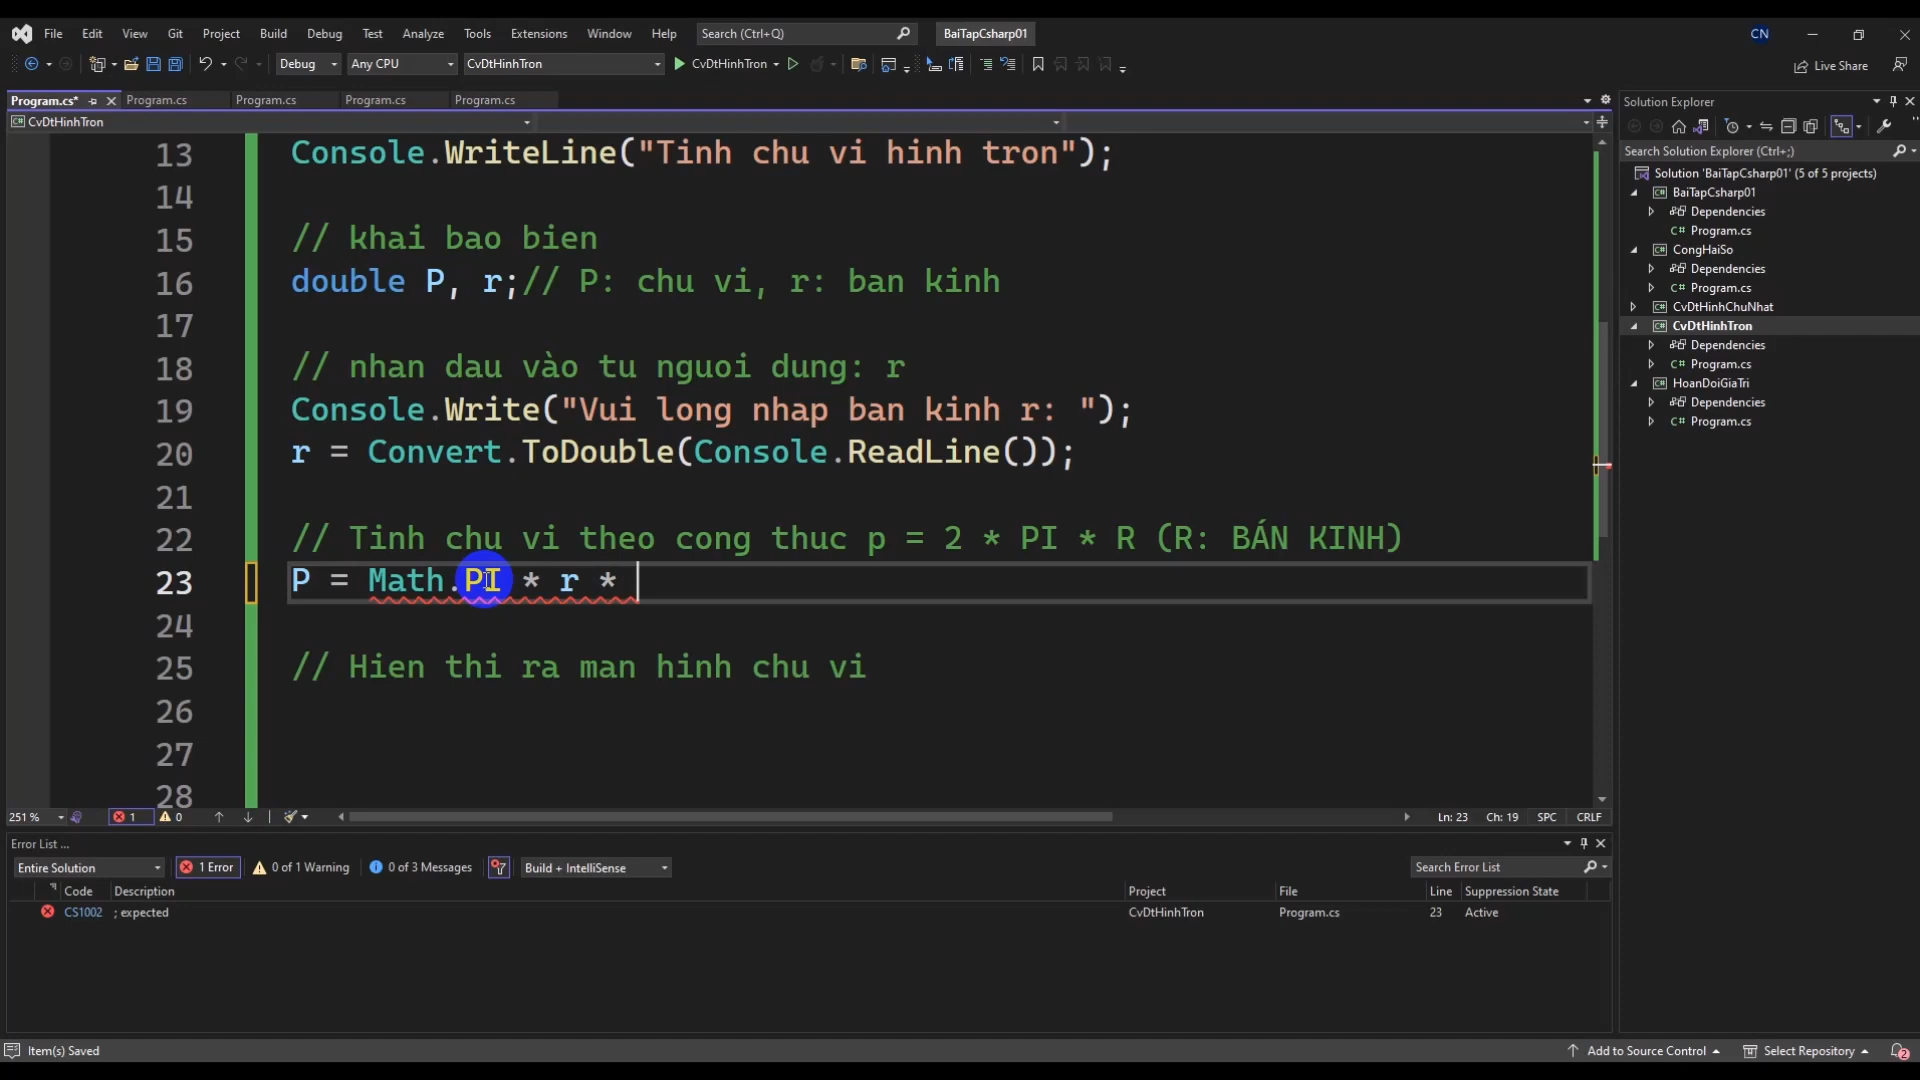 File Edit View Git Project Build Debug Test Analyze Tools Extensions Window Help Search (Ctrl+Q) BaiTapCsharp01 CN
Debug Any CPU CvDtHinhTron CvDtHinhTron Live Share
Program.cs* Program.cs Program.cs Program.cs Program.cs
CvDtHinhTron
13 Console.WriteLine("Tinh chu vi hinh tron");
14
15 // khai bao bien
16 double P, r;// P: chu vi, r: ban kinh
17
18 // nhan dau vào tu nguoi dung: r
19 Console.Write("Vui long nhap ban kinh r: ");
20 r = Convert.ToDouble(Console.ReadLine());
21
22 // Tinh chu vi theo cong thuc p = 2 * PI * R (R: BÁN KINH)
23 P = Math.PI * r *
24
25 // Hien thi ra man hinh chu vi
26
27
28
251 % 1 0 Ln: 23 Ch: 19 SPC CRLF
Error List ...
Entire Solution 1 Error 0 of 1 Warning 0 of 3 Messages Build + IntelliSense Search Error List
Code Description Project File Line Suppression State
CS1002 ; expected CvDtHinhTron Program.cs 23 Active
Solution Explorer
Search Solution Explorer (Ctrl+;)
Solution 'BaiTapCsharp01' (5 of 5 projects)
BaiTapCsharp01
Dependencies
C# Program.cs
CongHaiSo
Dependencies
C# Program.cs
CvDtHinhChuNhat
CvDtHinhTron
Dependencies
C# Program.cs
HoanDoiGiaTri
Dependencies
C# Program.cs
Item(s) Saved Add to Source Control Select Repository 2